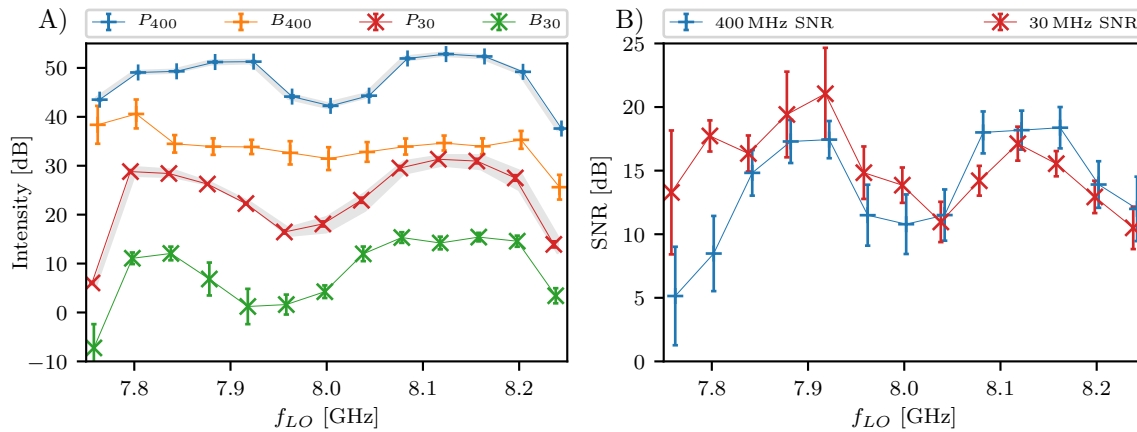 A) P400 B400 P30 B30
50
40
30
20
10
0
−10
Intensity [dB]
7.8 7.9 8.0 8.1 8.2
fLO [GHz]
B) 400 MHz SNR 30 MHz SNR
25
20
15
10
5
0
SNR [dB]
7.8 7.9 8.0 8.1 8.2
fLO [GHz]